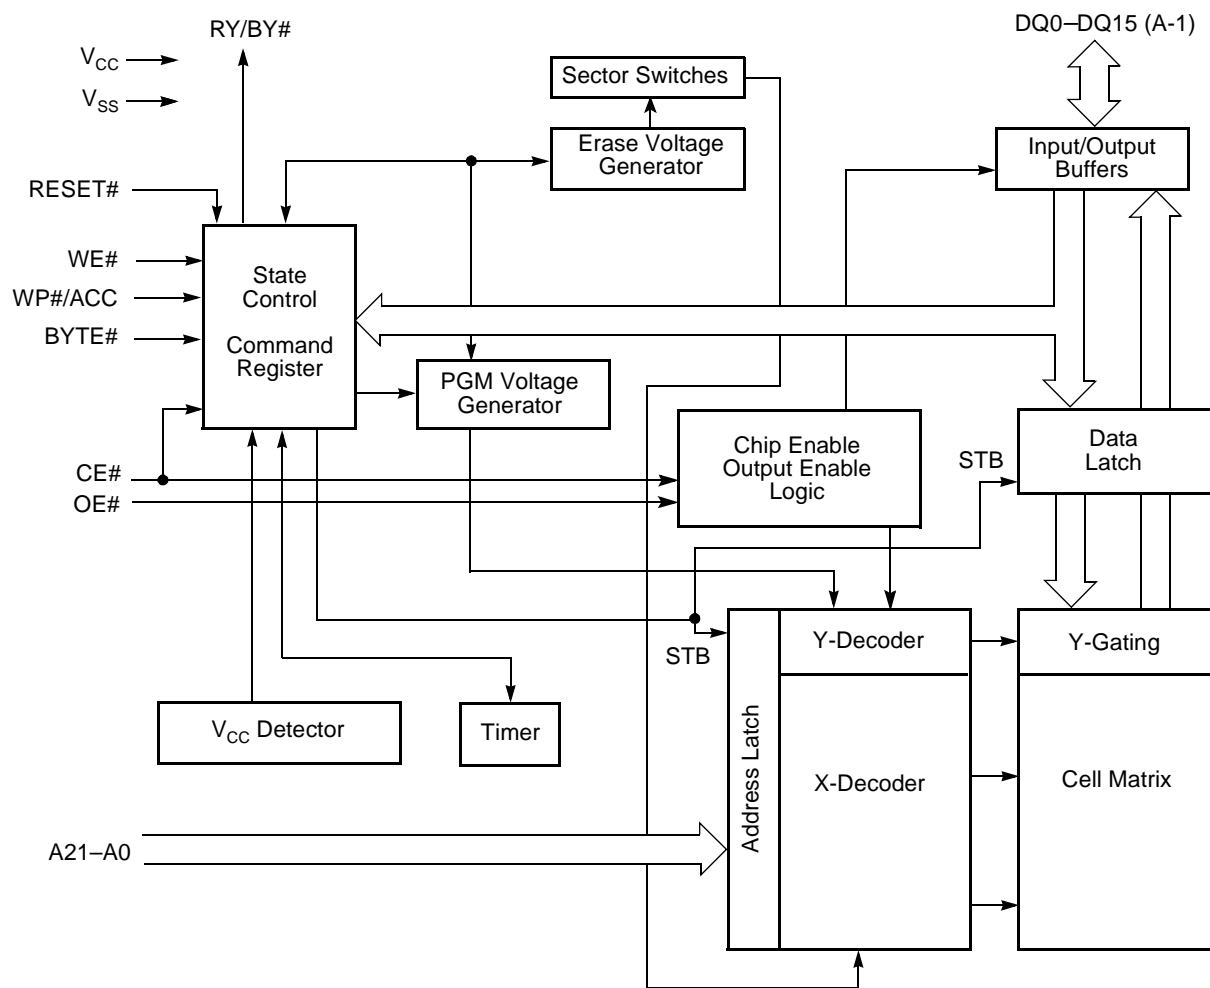 RY/BY#
DQ0–DQ15 (A-1)
VCC
VSS
Sector Switches
Erase Voltage
Generator
Input/Output
Buffers
RESET#
WE#
WP#/ACC
BYTE#
State
Control
Command
Register
PGM Voltage
Generator
CE#
OE#
Chip Enable
Output Enable
Logic
STB
Data
Latch
STB
Y-Decoder
Y-Gating
VCC Detector
Timer
Address Latch
X-Decoder
Cell Matrix
A21–A0